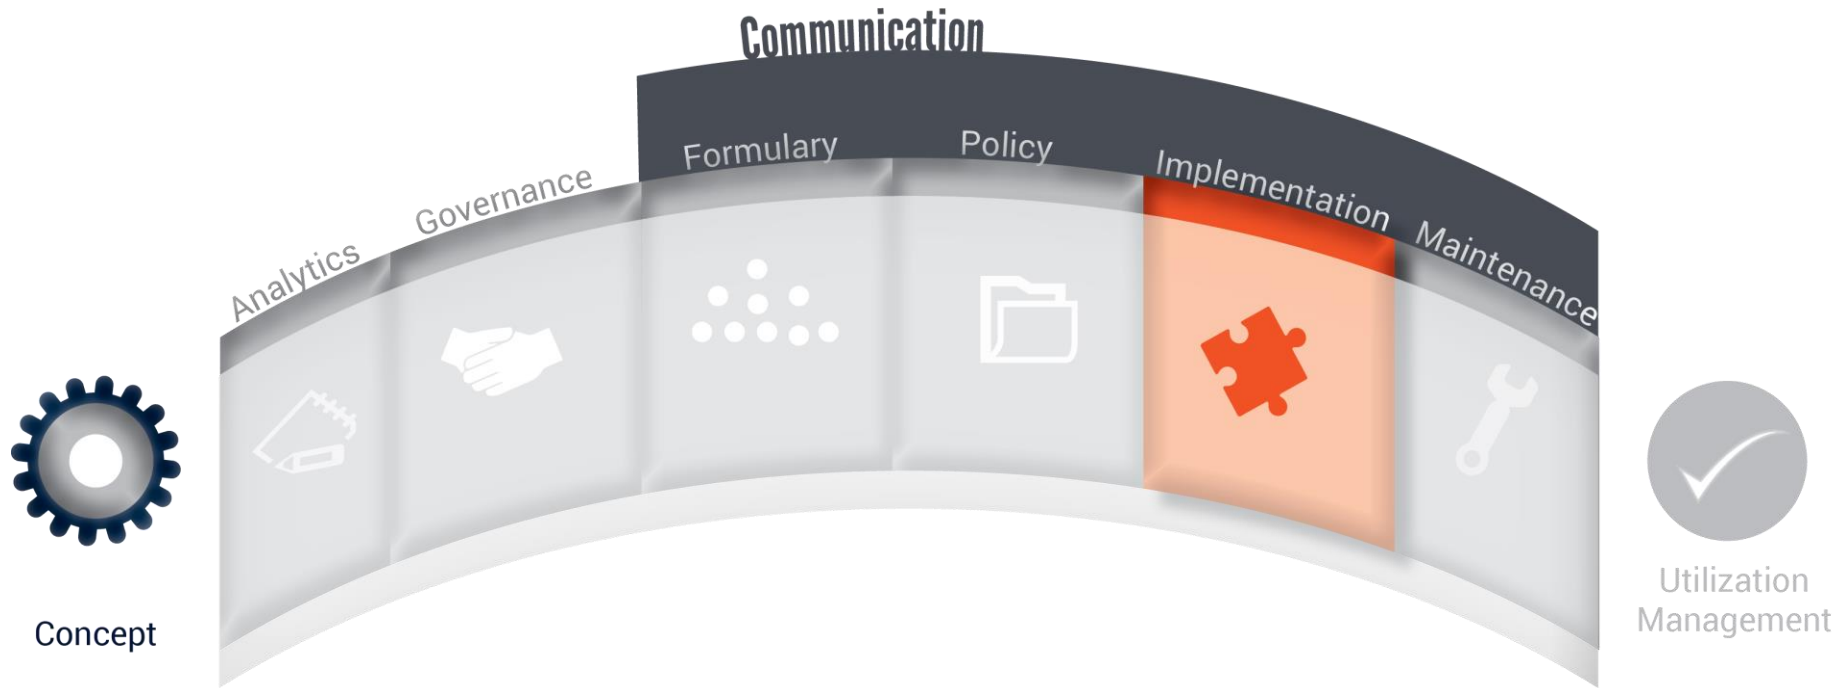 Communication
Analytics
Governance
Formulary
Policy
Implementation
Maintenance
Concept
Utilization
Management